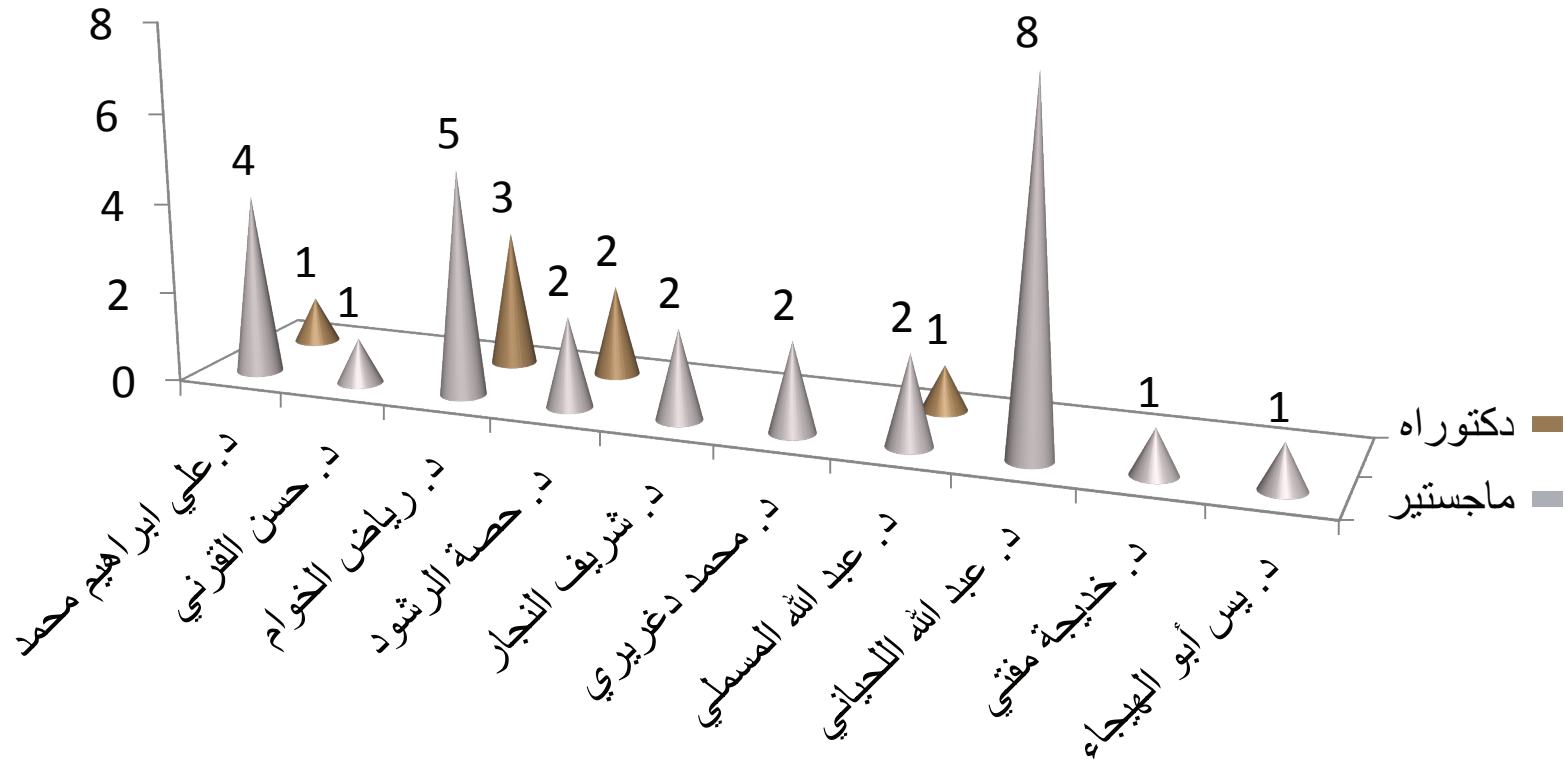 8
6
4
2
0
4
1
1
5
3
2
2
2
2
2
1
8
1
1
د.علي ابراهيم محمد
د. حسن القرني
د. رياض الخوام
د. حصة الرشود
د. شريف النجار
د. محمد دغريري
د. عبد الله المسملي
د. عبد الله اللحياني
د. خديجة مفتي
د. يس أبو الهيجاء
دكتوراه
ماجستير